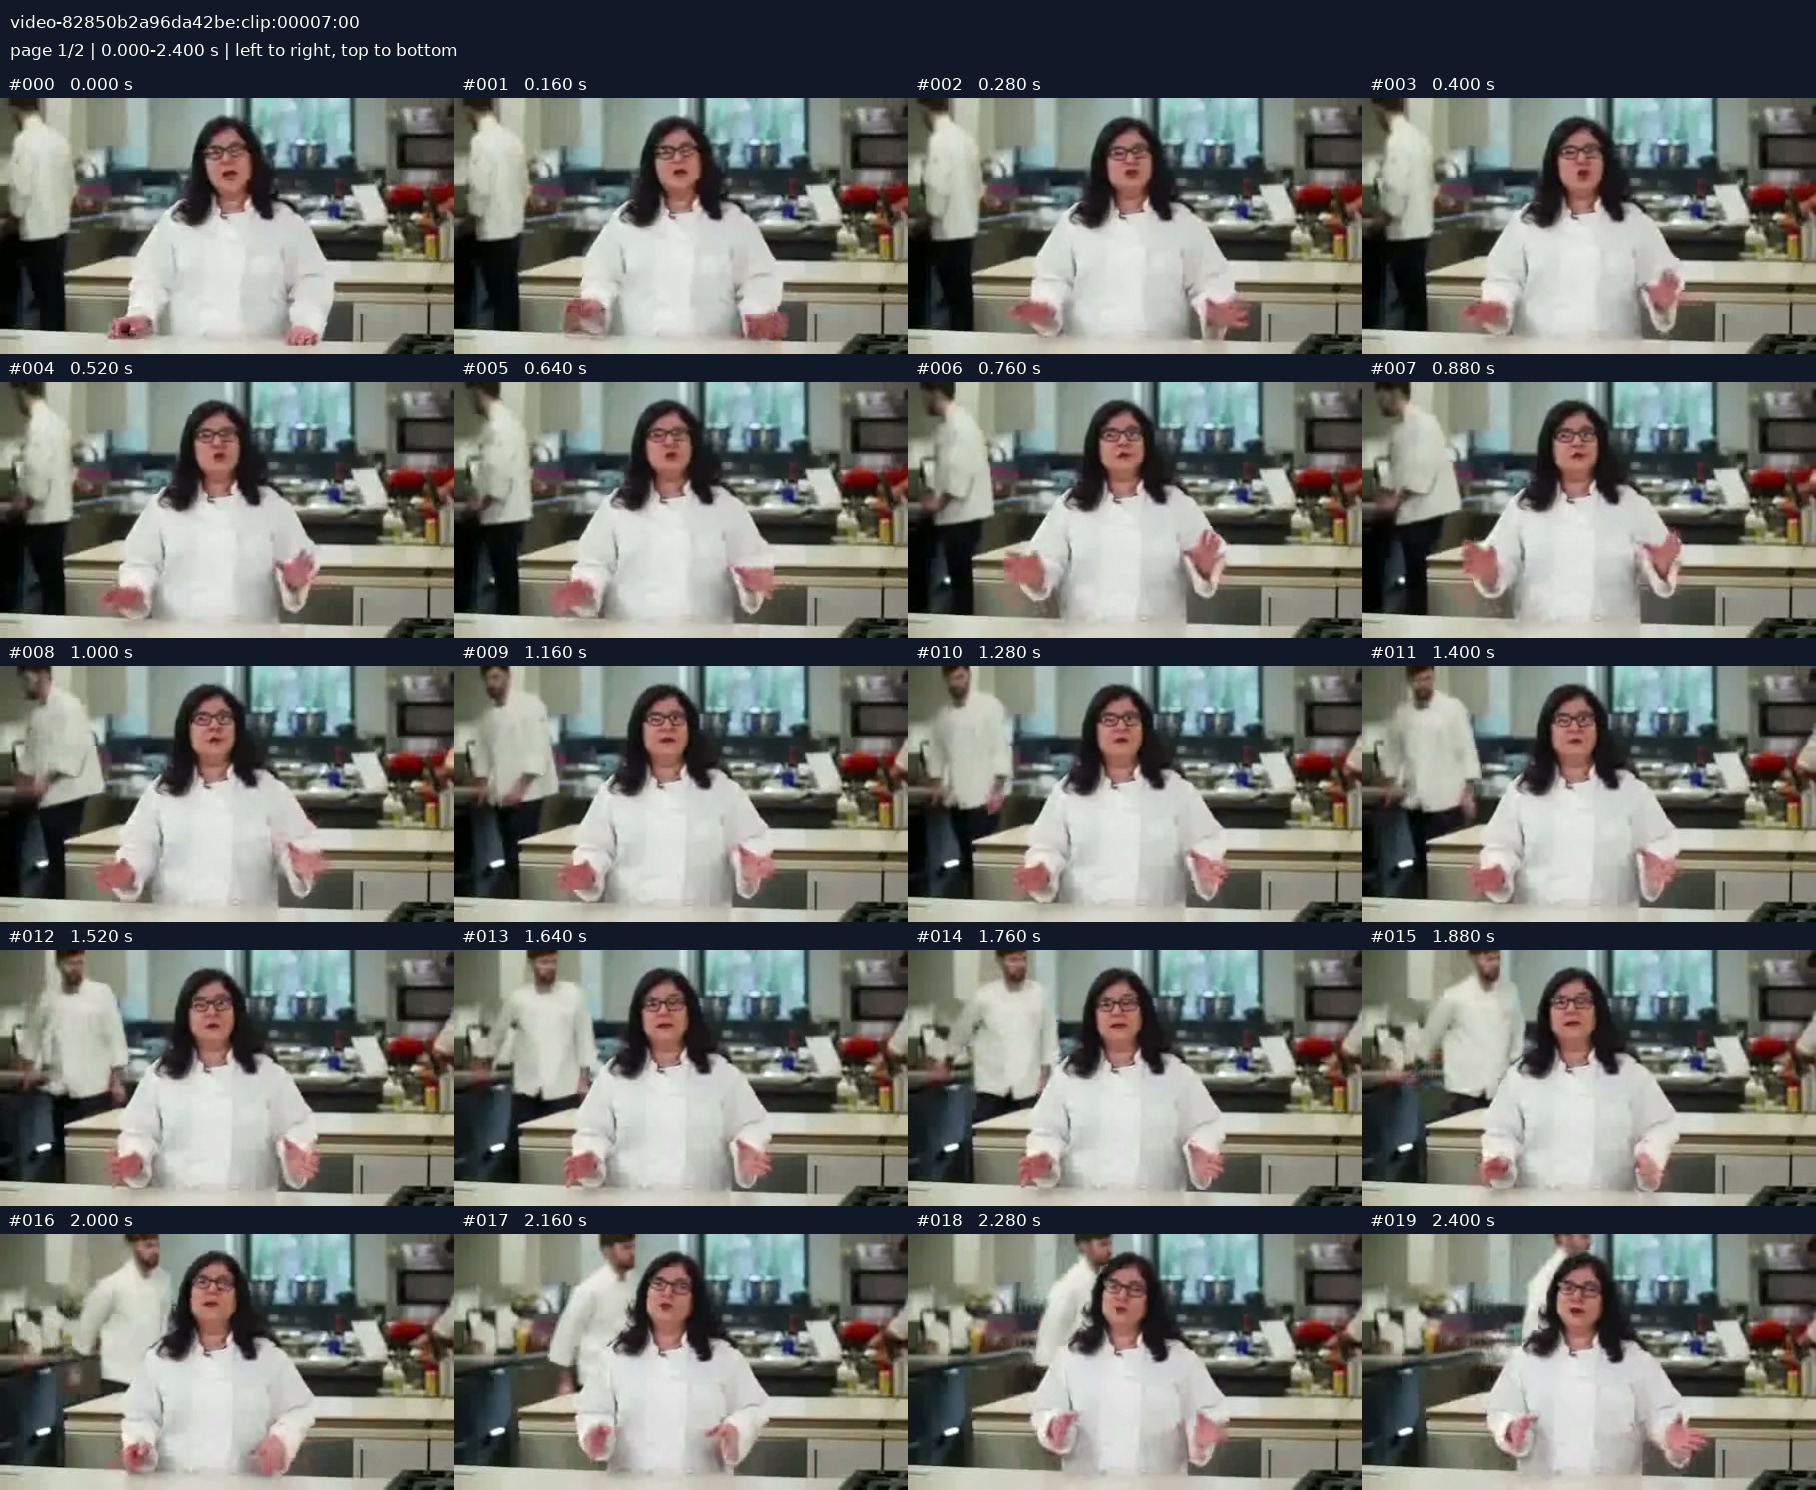 video-82850b2a96da42be:clip:00007:00
page 1/2 | 0.000-2.400 s | left to right, top to bottom
#000 0.000 s
#001 0.160 s
#002 0.280 s
#003 0.400 s
#004 0.520 s
#005 0.640 s
#006 0.760 s
#007 0.880 s
#008 1.000 s
#009 1.160 s
#010 1.280 s
#011 1.400 s
#012 1.520 s
#013 1.640 s
#014 1.760 s
#015 1.880 s
#016 2.000 s
#017 2.160 s
#018 2.280 s
#019 2.400 s